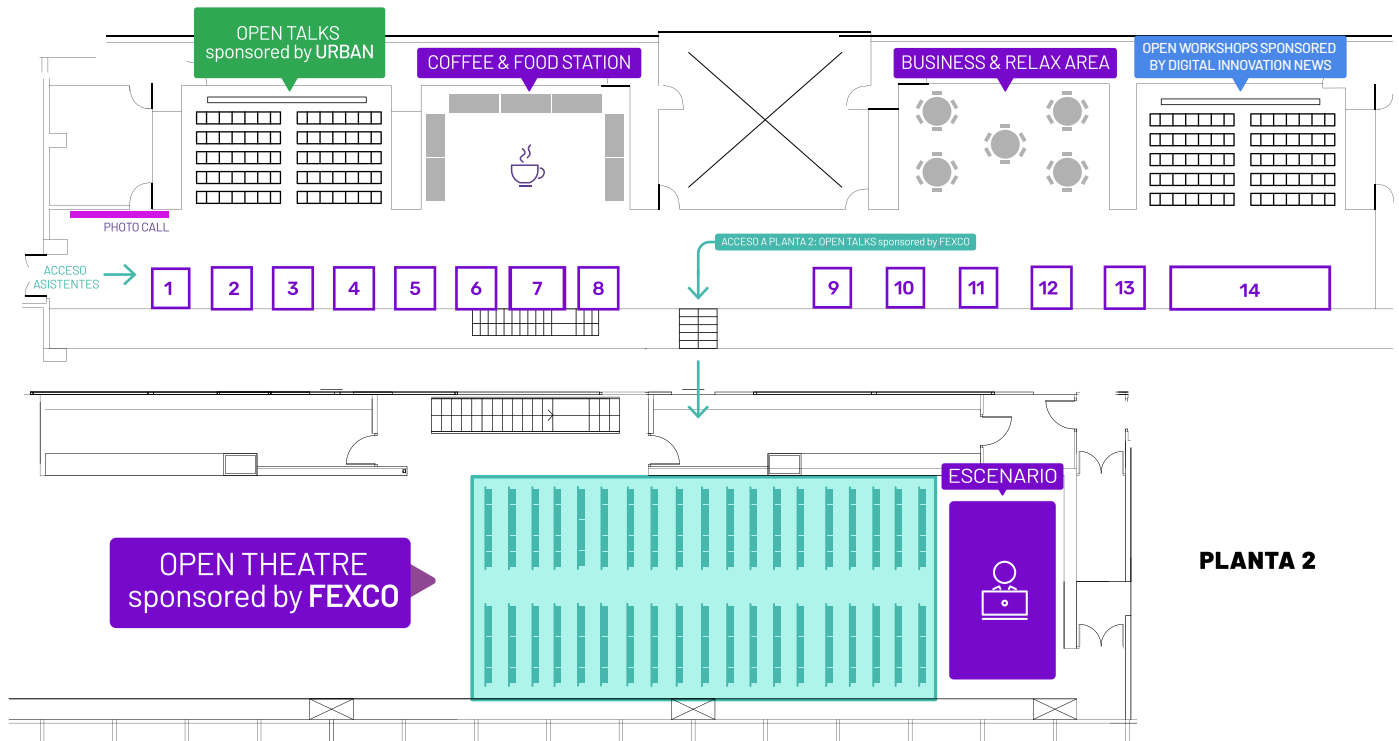 OPEN TALKS
sponsored by URBAN
COFFEE & FOOD STATION
BUSINESS & RELAX AREA
OPEN WORKSHOPS SPONSORED
BY DIGITAL INNOVATION NEWS
PHOTO CALL
ACCESO A PLANTA 2: OPEN TALKS sponsored by FEXCO
ACCESO
ASISTENTES
1
2
3
4
5
6
7
8
9
10
11
12
13
14
ESCENARIO
OPEN THEATRE
sponsored by FEXCO
PLANTA 2